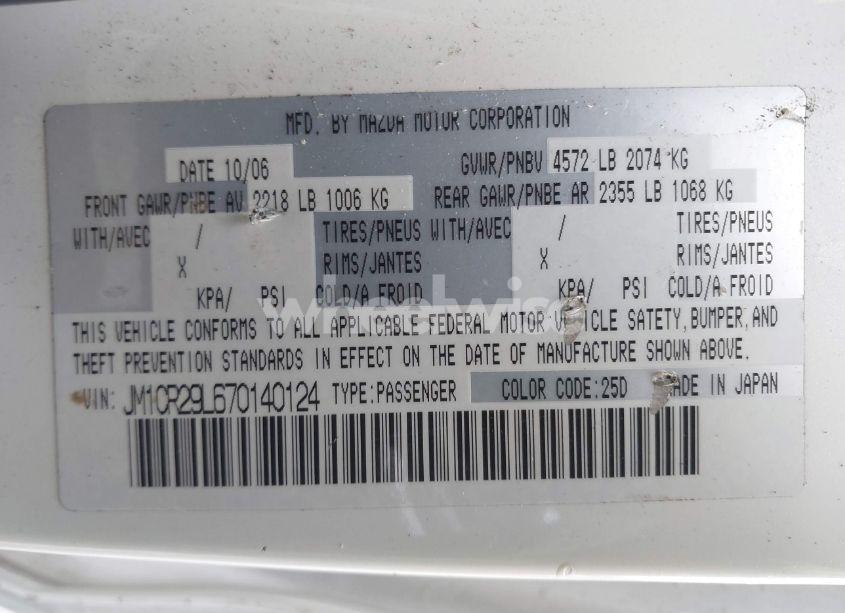 MFD. BY MAZDA MOTOR CORPORATION
DATE 10/06 GVWR/PNBV 4572 LB 2074 KG
FRONT GAWR/PNBE AV 2218 LB 1006 KG REAR GAWR/PNBE AR 2355 LB 1068 KG
WITH/AVEC / TIRES/PNEUS WITH/AVEC / TIRES/PNEUS
X RIMS/JANTES X RIMS/JANTES
KPA/ PSI COLD/A FROID KPA/ PSI COLD/A FROID
wheelwise
THIS VEHICLE CONFORMS TO ALL APPLICABLE FEDERAL MOTOR VEHICLE SAFETY, BUMPER, AND
THEFT PREVENTION STANDARDS IN EFFECT ON THE DATE OF MANUFACTURE SHOWN ABOVE.
VIN: JM1CR29L670140124 TYPE:PASSENGER COLOR CODE:25D MADE IN JAPAN